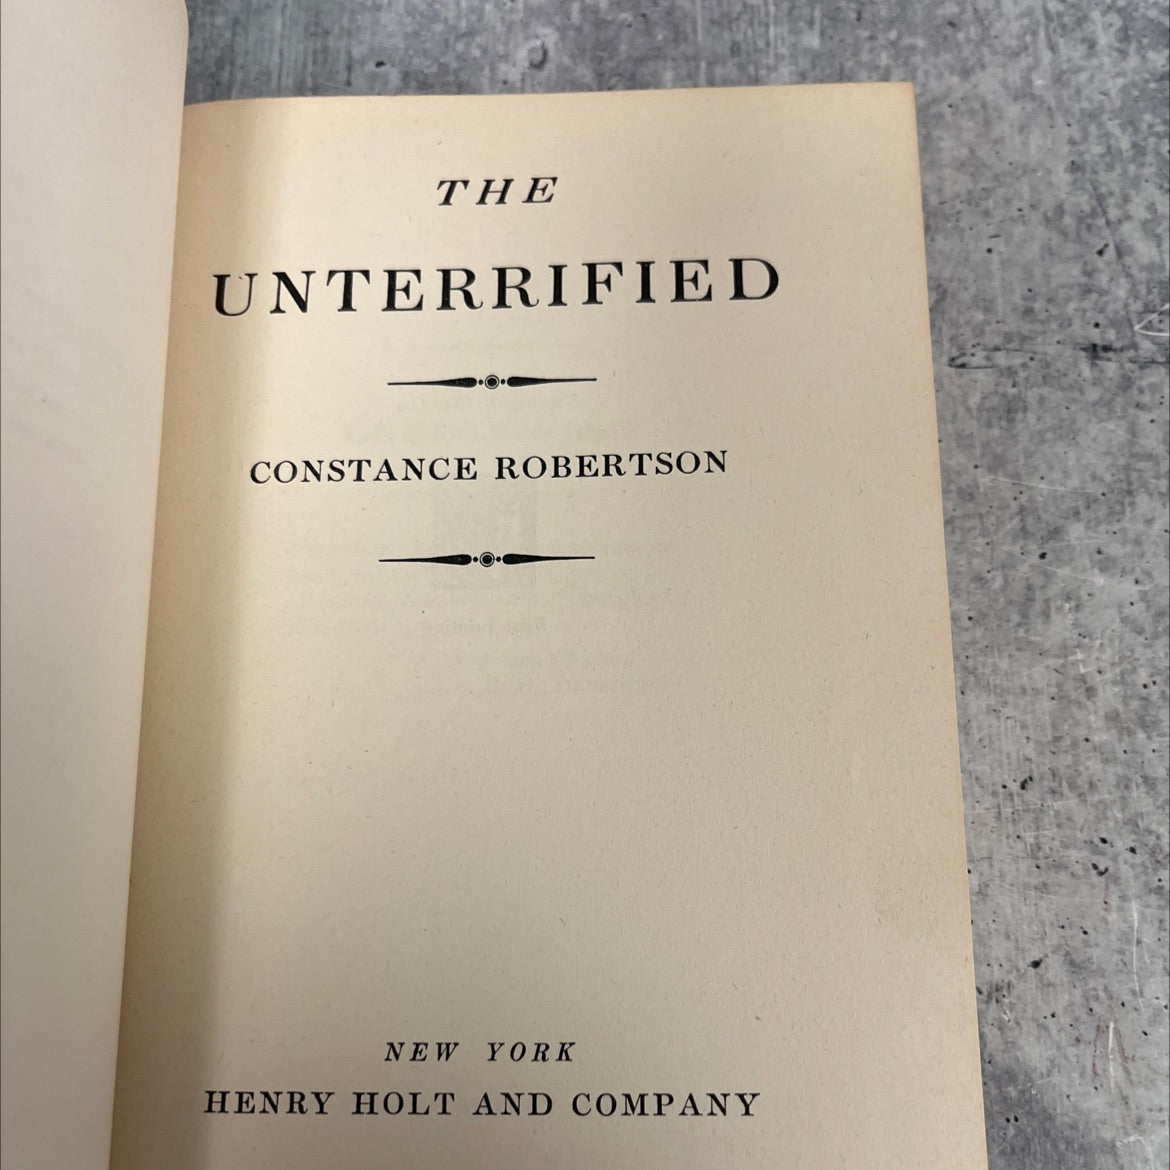 THE
UNTERRIFIED
CONSTANCE ROBERTSON
NEW YORK
HENRY HOLT AND COMPANY